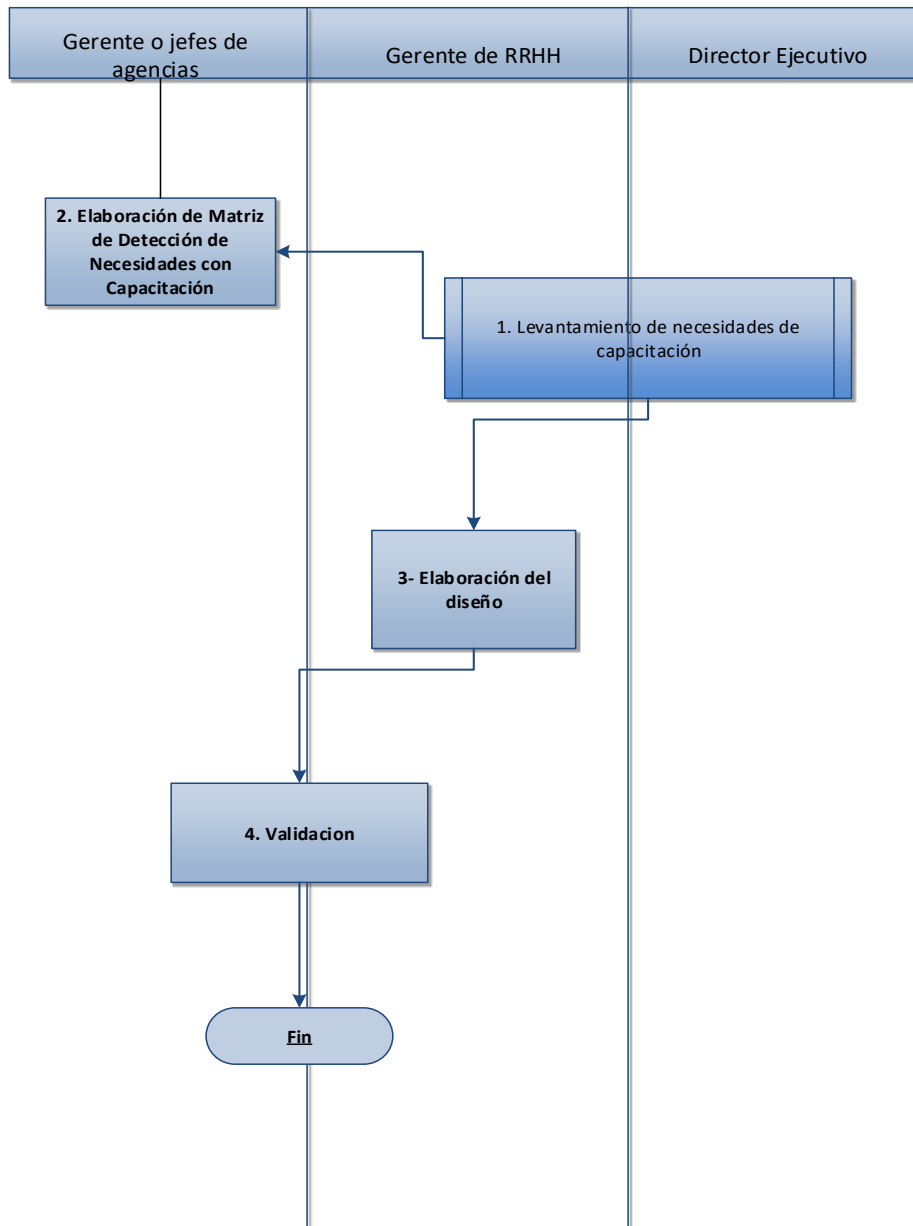 Gerente o jefes de
agencias
Gerente de RRHH
Director Ejecutivo
2. Elaboración de Matriz
de Detección de
Necesidades con
Capacitación
1. Levantamiento de necesidades de
capacitación
3- Elaboración del
diseño
4. Validacion
Fin